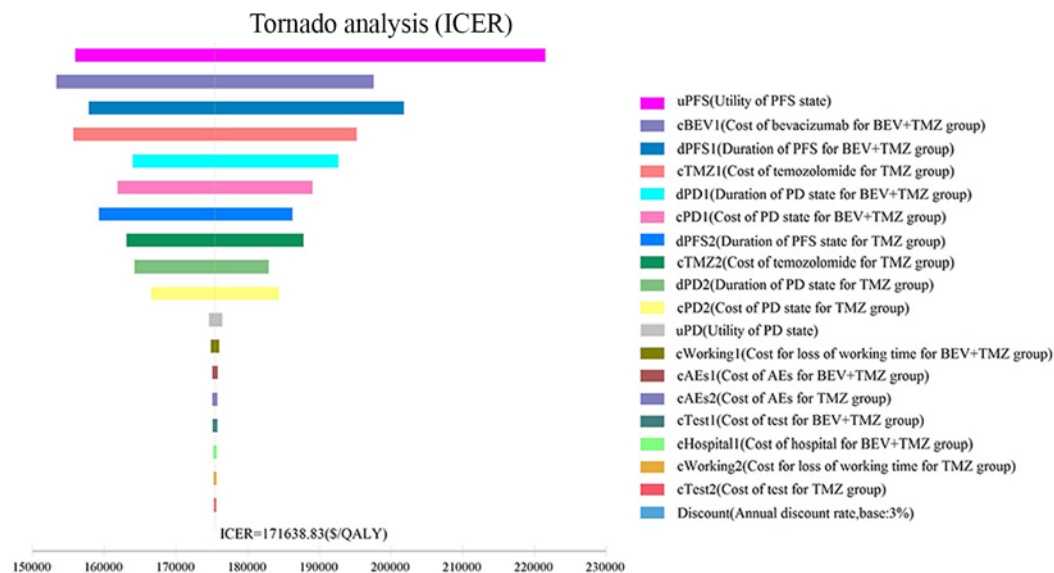 Tornado analysis (ICER)
uPFS(Utility of PFS state)
cBEV1(Cost of bevacizumab for BEV+TMZ group)
dPFS1(Duration of PFS for BEV+TMZ group)
cTMZ1(Cost of temozolomide for TMZ group)
dPD1(Duration of PD state for BEV+TMZ group)
cPD1(Cost of PD state for BEV+TMZ group)
dPFS2(Duration of PFS state for TMZ group)
cTMZ2(Cost of temozolomide for TMZ group)
dPD2(Duration of PD state for TMZ group)
cPD2(Cost of PD state for TMZ group)
uPD(Utility of PD state)
cWorking1(Cost for loss of working time for BEV+TMZ group)
cAEs1(Cost of AEs for BEV+TMZ group)
cAEs2(Cost of AEs for TMZ group)
cTest1(Cost of test for BEV+TMZ group)
cHospital1(Cost of hospital for BEV+TMZ group)
cWorking2(Cost for loss of working time for TMZ group)
cTest2(Cost of test for TMZ group)
Discount(Annual discount rate,base:3%)
ICER=171638.83($/QALY)
150000 160000 170000 180000 190000 200000 210000 220000 230000